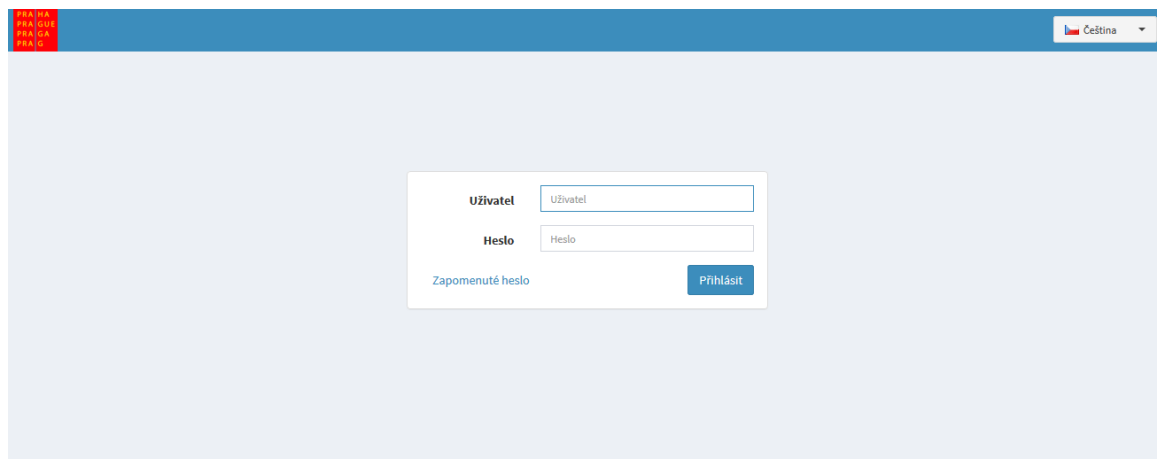 PRA HA
PRA GUE
PRA GA
PRA G
Čeština
Uživatel Uživatel
Heslo Heslo
Zapomenuté heslo Přihlásit